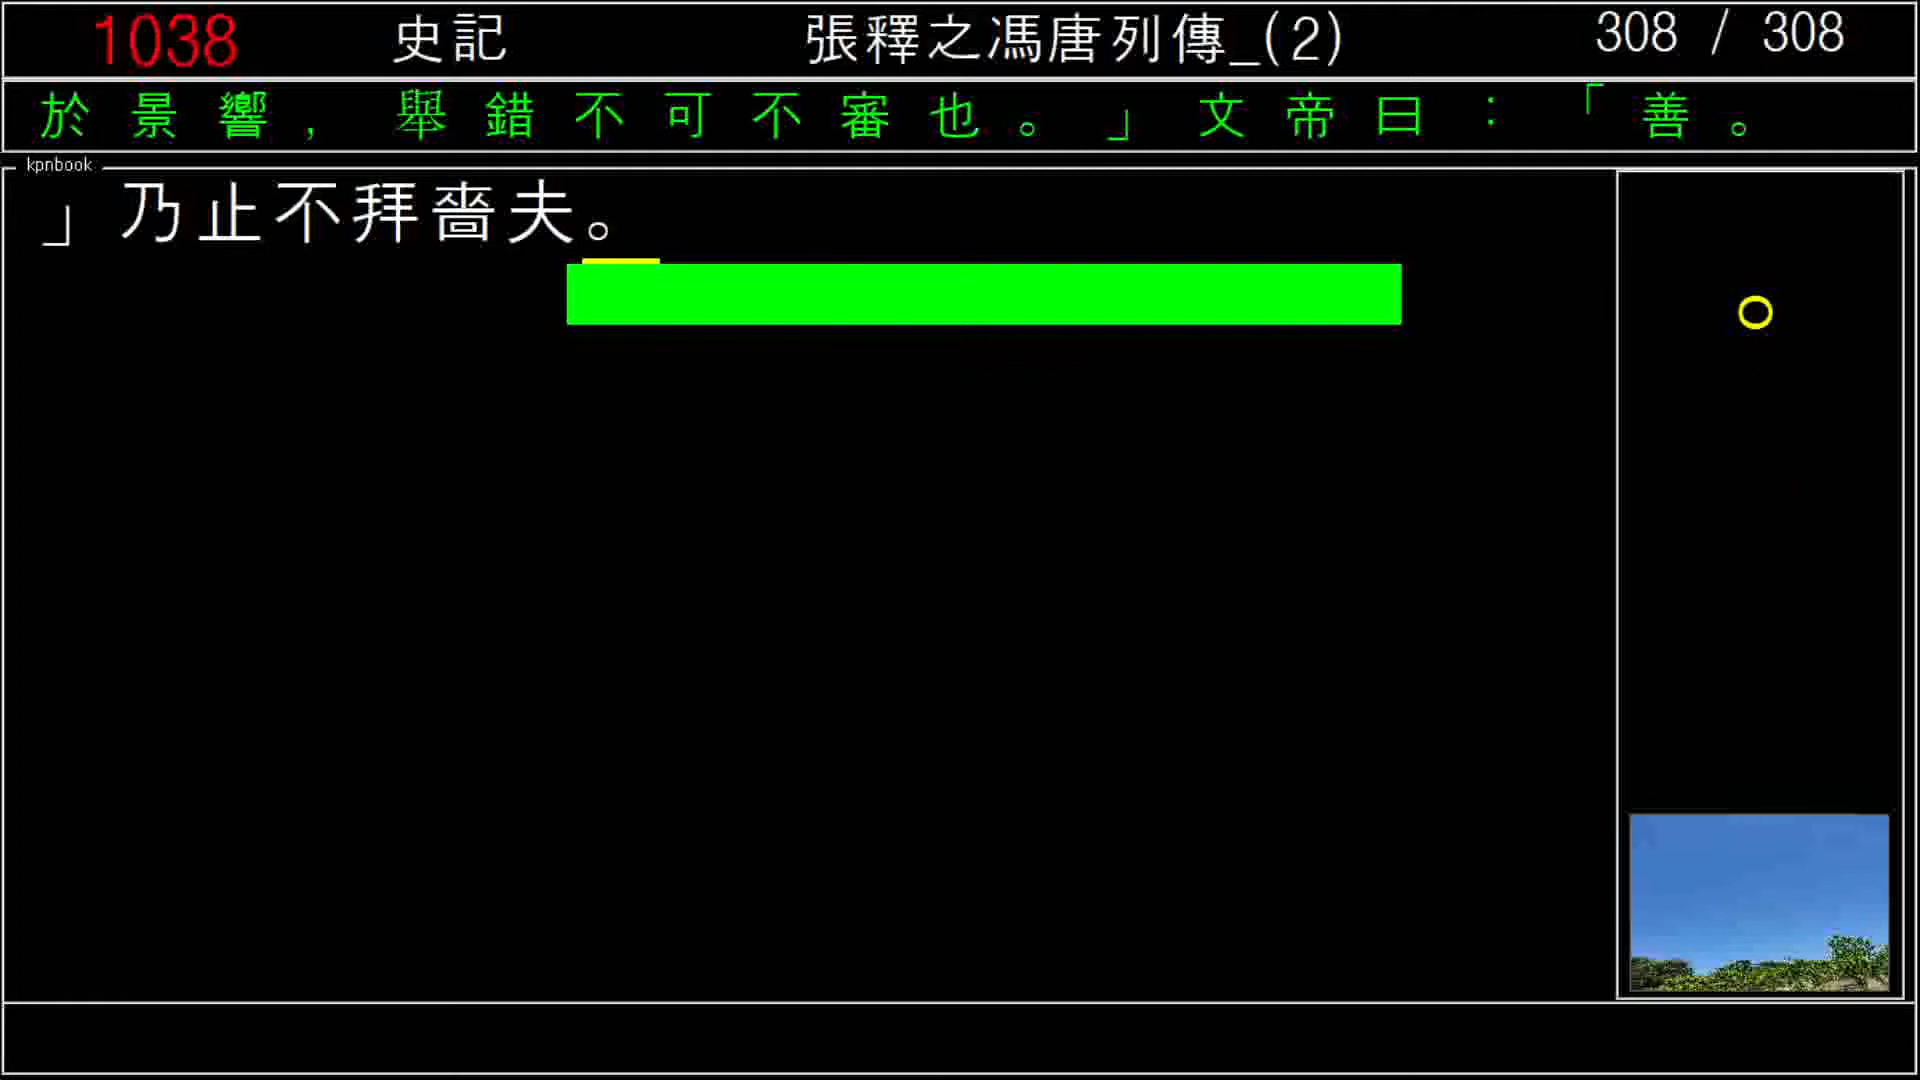 1038 史記 張釋之馮唐列傳_(2) 308 / 308
於景響,舉錯不可不審也。」文帝曰:「善。
kpnbook
」乃止不拜嗇夫。